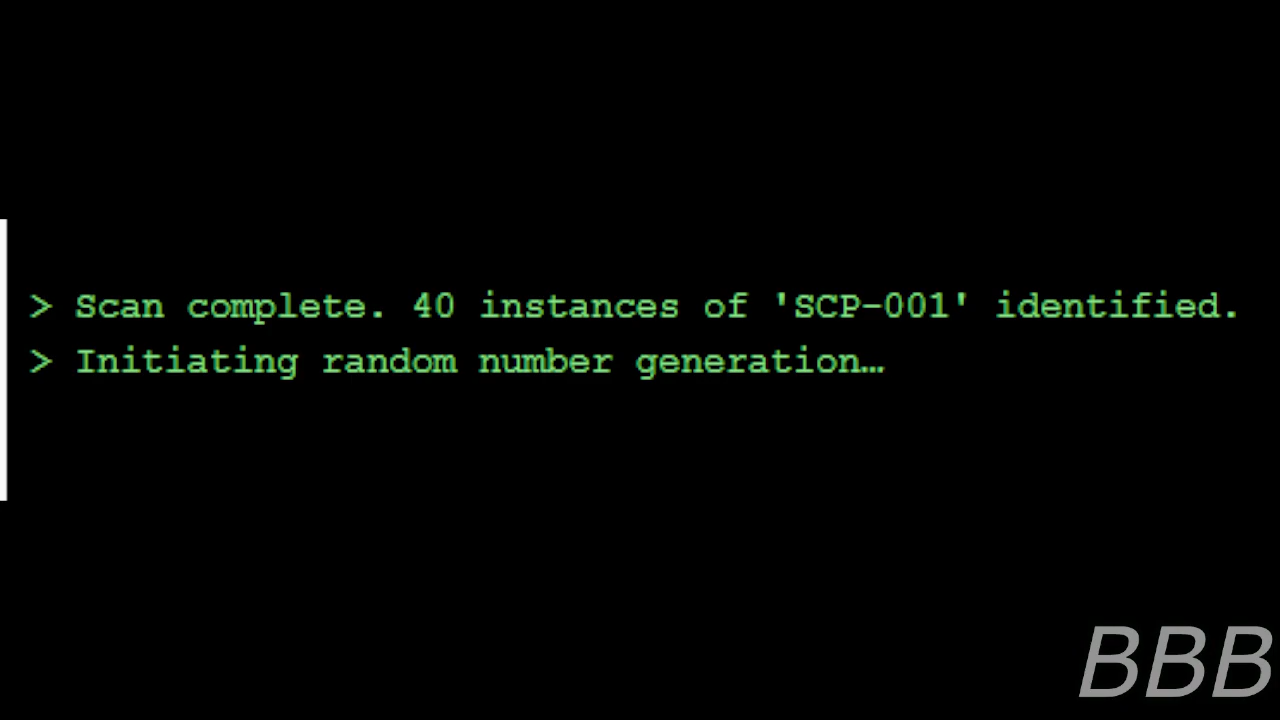 > Scan complete. 40 instances of 'SCP-001' identified.
> Initiating random number generation…
BBB